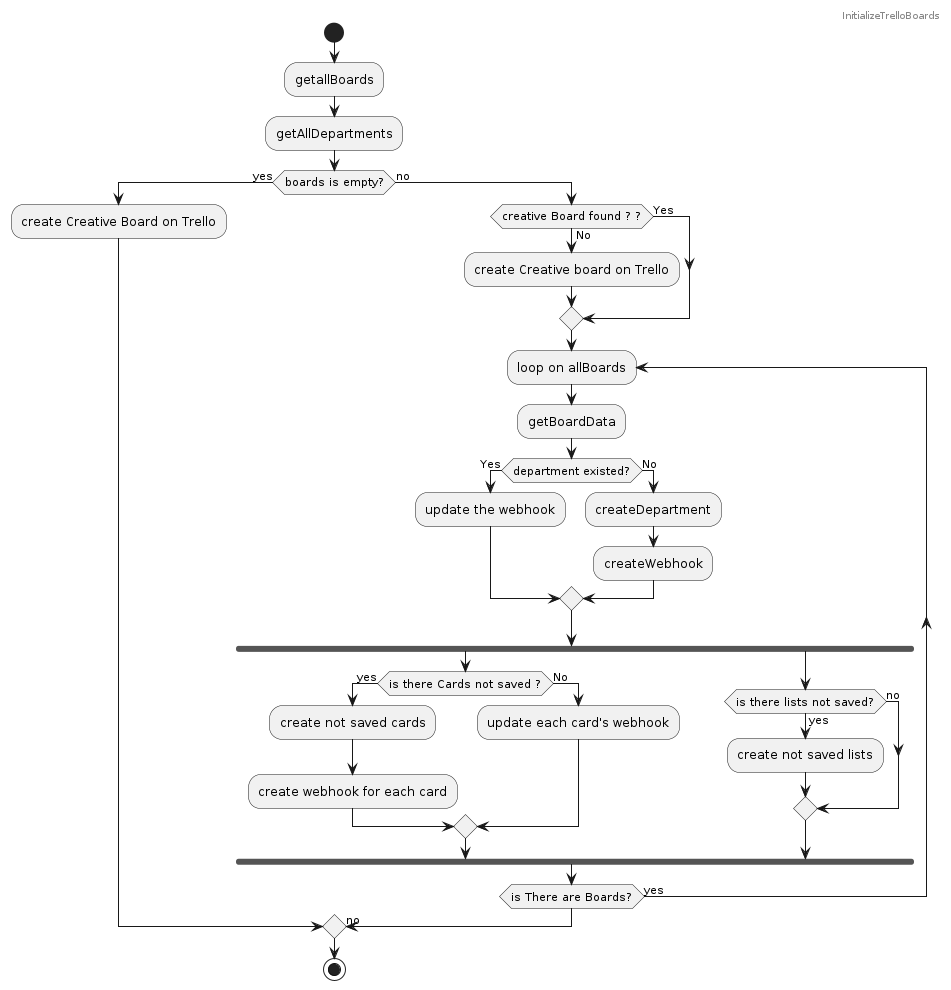 InitializeTrelloBoards
getallBoards
getAllDepartments
yes
boards is empty?
no
create Creative Board on Trello
creative Board found ? ?
Yes
No
create Creative board on Trello
loop on allBoards
getBoardData
Yes
department existed?
No
update the webhook
createDepartment
createWebhook
yes
is there Cards not saved ?
No
create not saved cards
update each card's webhook
create webhook for each card
is there lists not saved?
no
yes
create not saved lists
is There are Boards?
yes
no